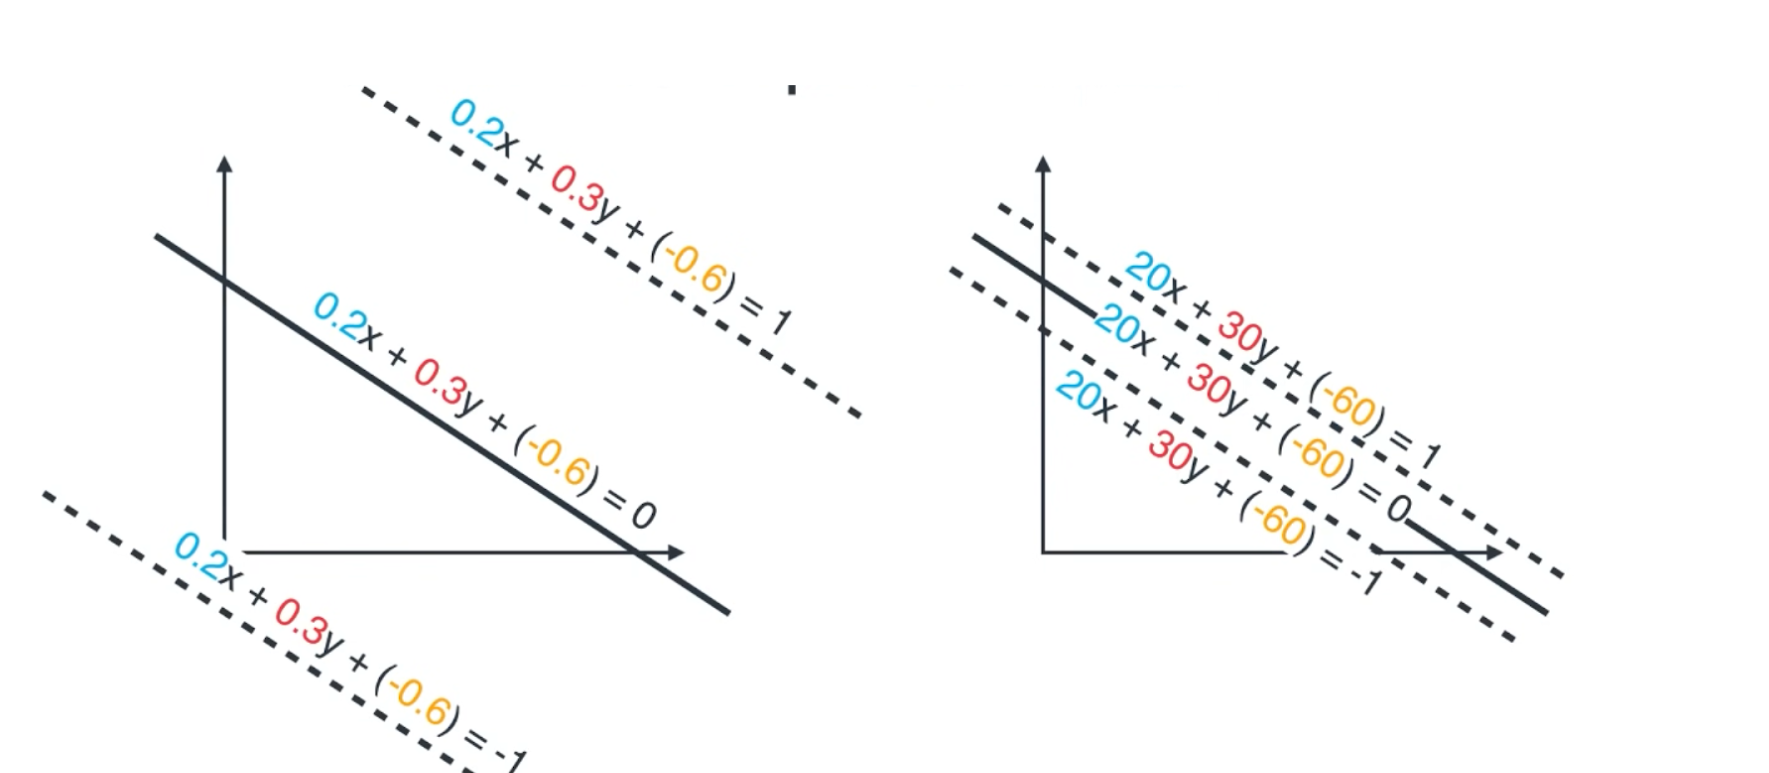 0.2x + 0.3y + (-0.6) = 1
0.2x + 0.3y + (-0.6) = 0
0.2x + 0.3y + (-0.6) = -1
20x + 30y + (-60) = 1
20x + 30y + (-60) = 0
20x + 30y + (-60) = -1